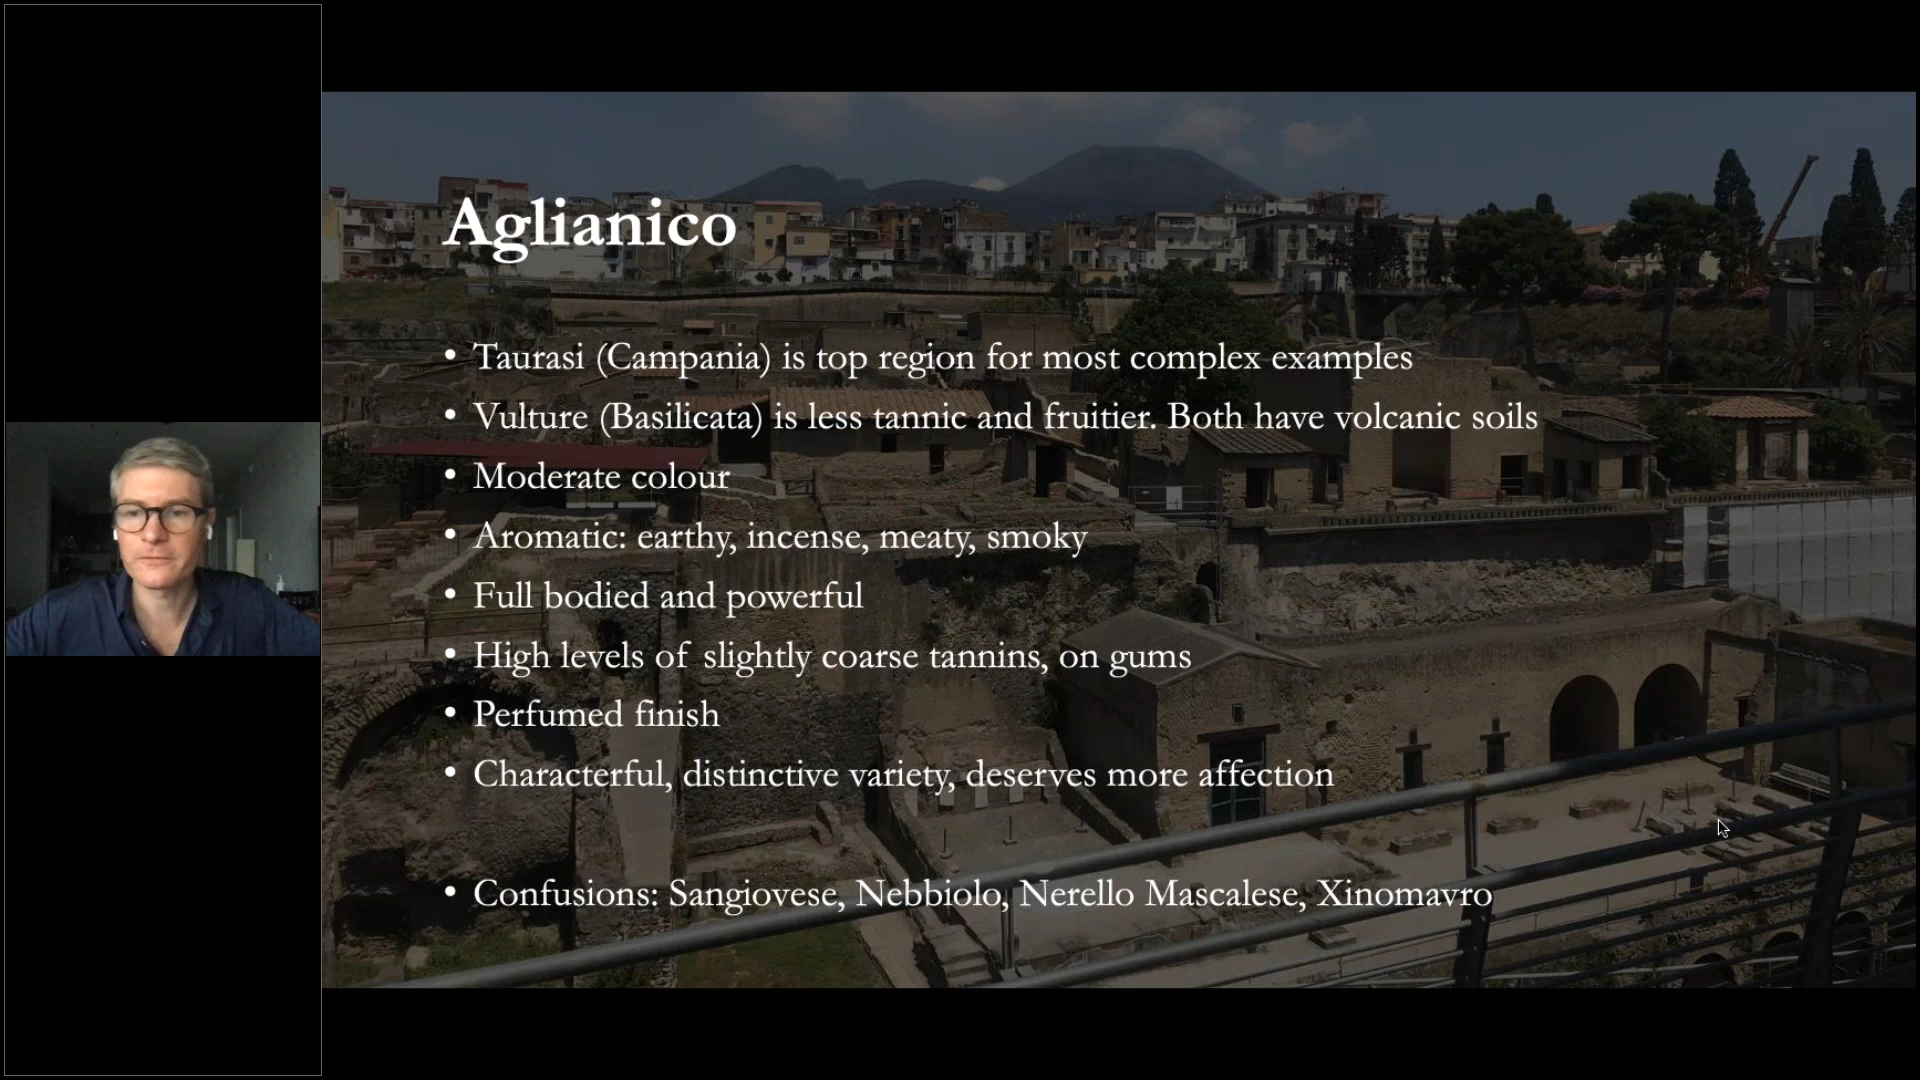 Aglianico
• Taurasi (Campania) is top region for most complex examples
• Vulture (Basilicata) is less tannic and fruitier. Both have volcanic soils
• Moderate colour
• Aromatic: earthy, incense, meaty, smoky
• Full bodied and powerful
• High levels of slightly coarse tannins, on gums
• Perfumed finish
• Characterful, distinctive variety, deserves more affection
• Confusions: Sangiovese, Nebbiolo, Nerello Mascalese, Xinomavro